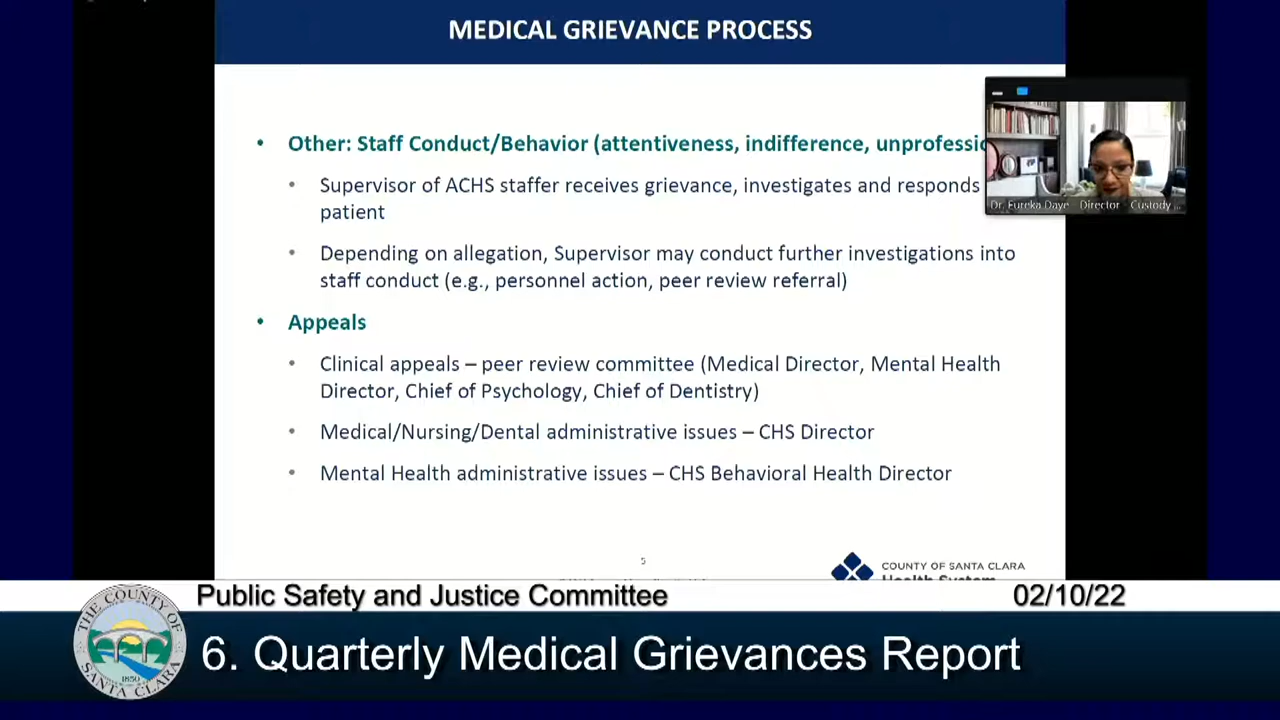 MEDICAL GRIEVANCE PROCESS
• Other: Staff Conduct/Behavior (attentiveness, indifference, unprofessio
• Supervisor of ACHS staffer receives grievance, investigates and responds
patient
• Depending on allegation, Supervisor may conduct further investigations into
staff conduct (e.g., personnel action, peer review referral)
• Appeals
• Clinical appeals – peer review committee (Medical Director, Mental Health
Director, Chief of Psychology, Chief of Dentistry)
• Medical/Nursing/Dental administrative issues – CHS Director
• Mental Health administrative issues – CHS Behavioral Health Director
Dr. Eureka Daye Director - Custody ...
5
COUNTY OF SANTA CLARA
Health System
Public Safety and Justice Committee
02/10/22
THE COUNTY OF
SANTA CLARA
1850
6. Quarterly Medical Grievances Report